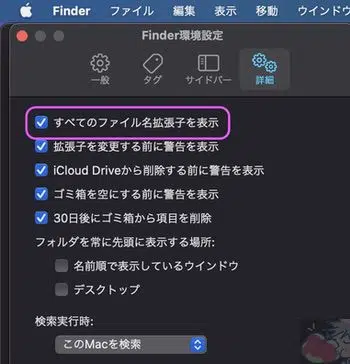 Finder ファイル 編集 表示 移動 ウインド
Finder環境設定
一般 タグ サイドバー 詳細
すべてのファイル名拡張子を表示
拡張子を変更する前に警告を表示
iCloud Driveから削除する前に警告を表示
ゴミ箱を空にする前に警告を表示
30日後にゴミ箱から項目を削除
フォルダを常に先頭に表示する場所:
名前順で表示しているウインドウ
デスクトップ
検索実行時:
このMacを検索